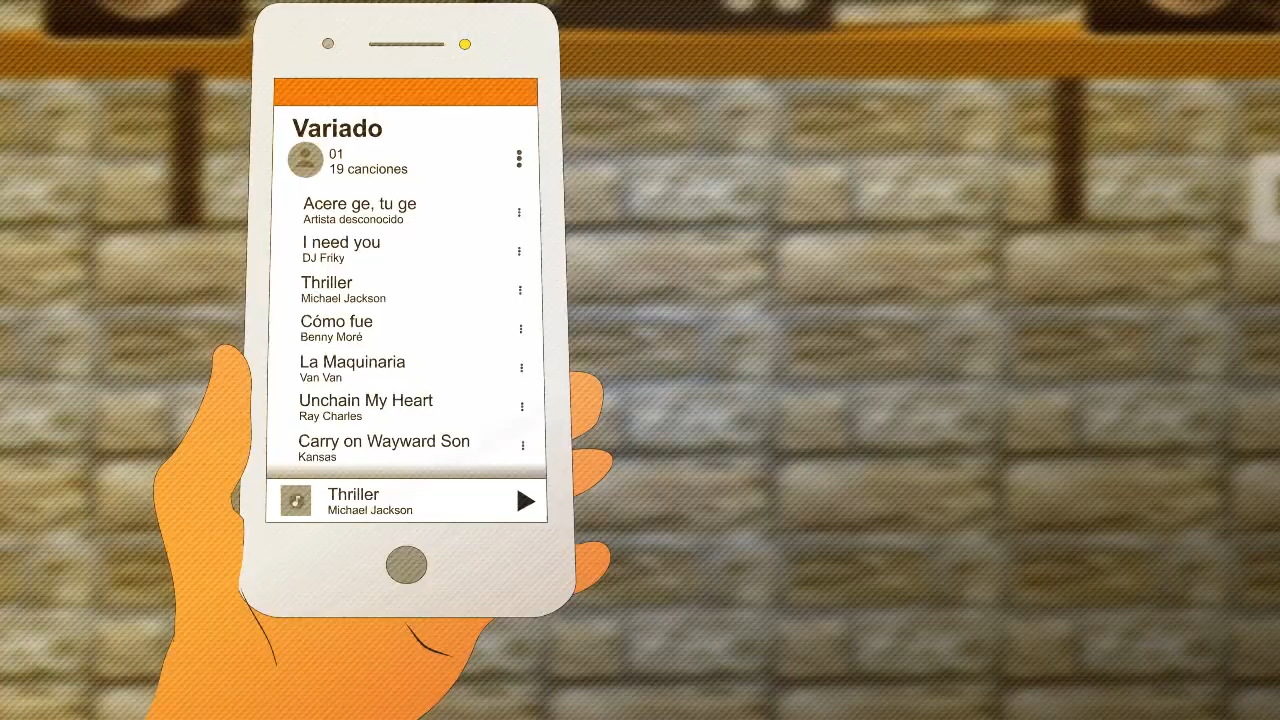 Variado
01
19 canciones
Acere ge, tu ge
Artista desconocido
I need you
DJ Friky
Thriller
Michael Jackson
Cómo fue
Benny Moré
La Maquinaria
Van Van
Unchain My Heart
Ray Charles
Carry on Wayward Son
Kansas
Thriller
Michael Jackson